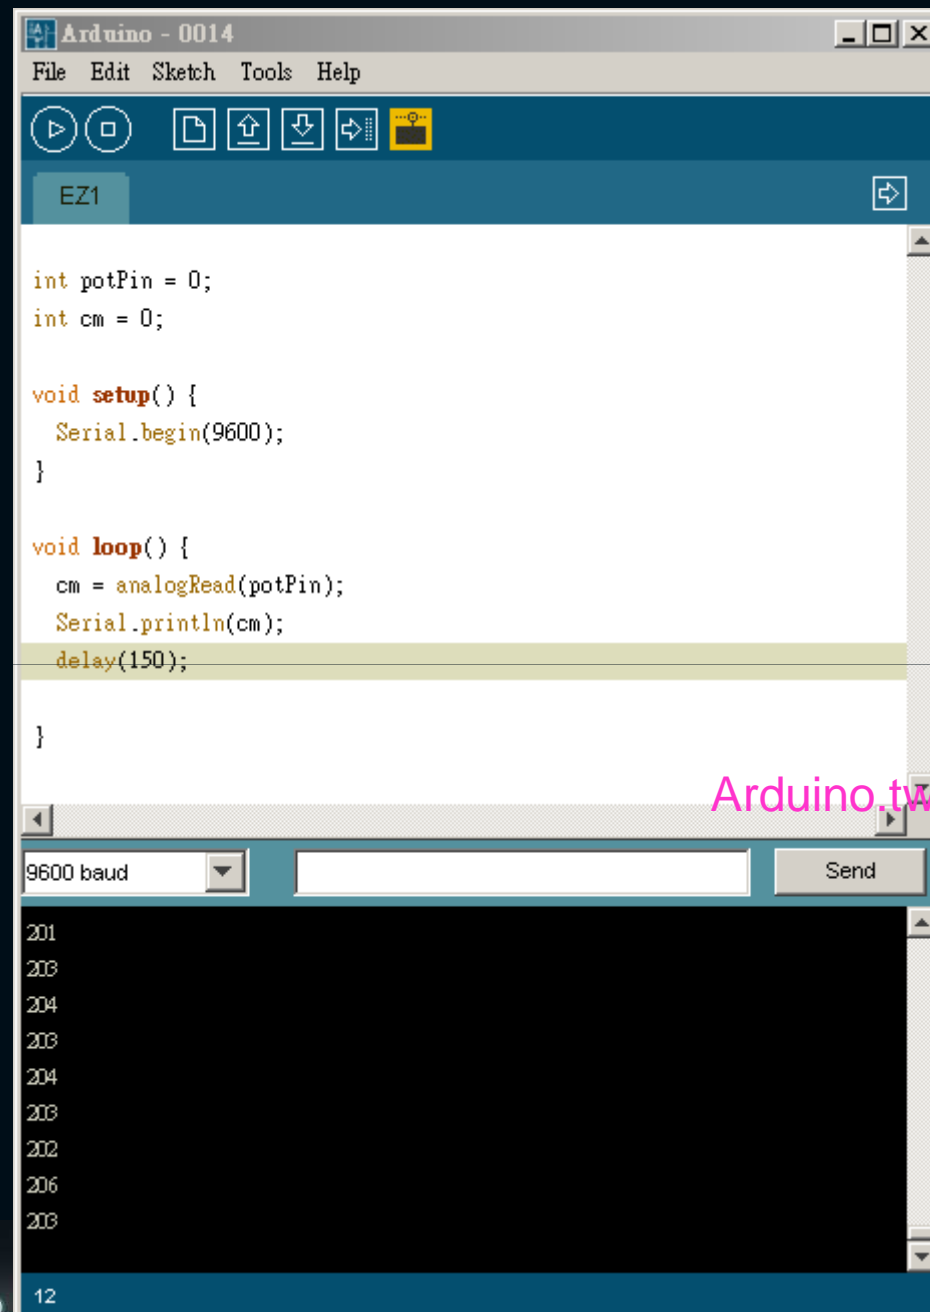 Arduino - 0014
File Edit Sketch Tools Help
EZ1
int potPin = 0;
int cm = 0;
void setup() {
  Serial.begin(9600);
}
void loop() {
  cm = analogRead(potPin);
  Serial.println(cm);
  delay(150);
}
Arduino.tw
9600 baud Send
201
203
204
203
204
203
202
206
203
12